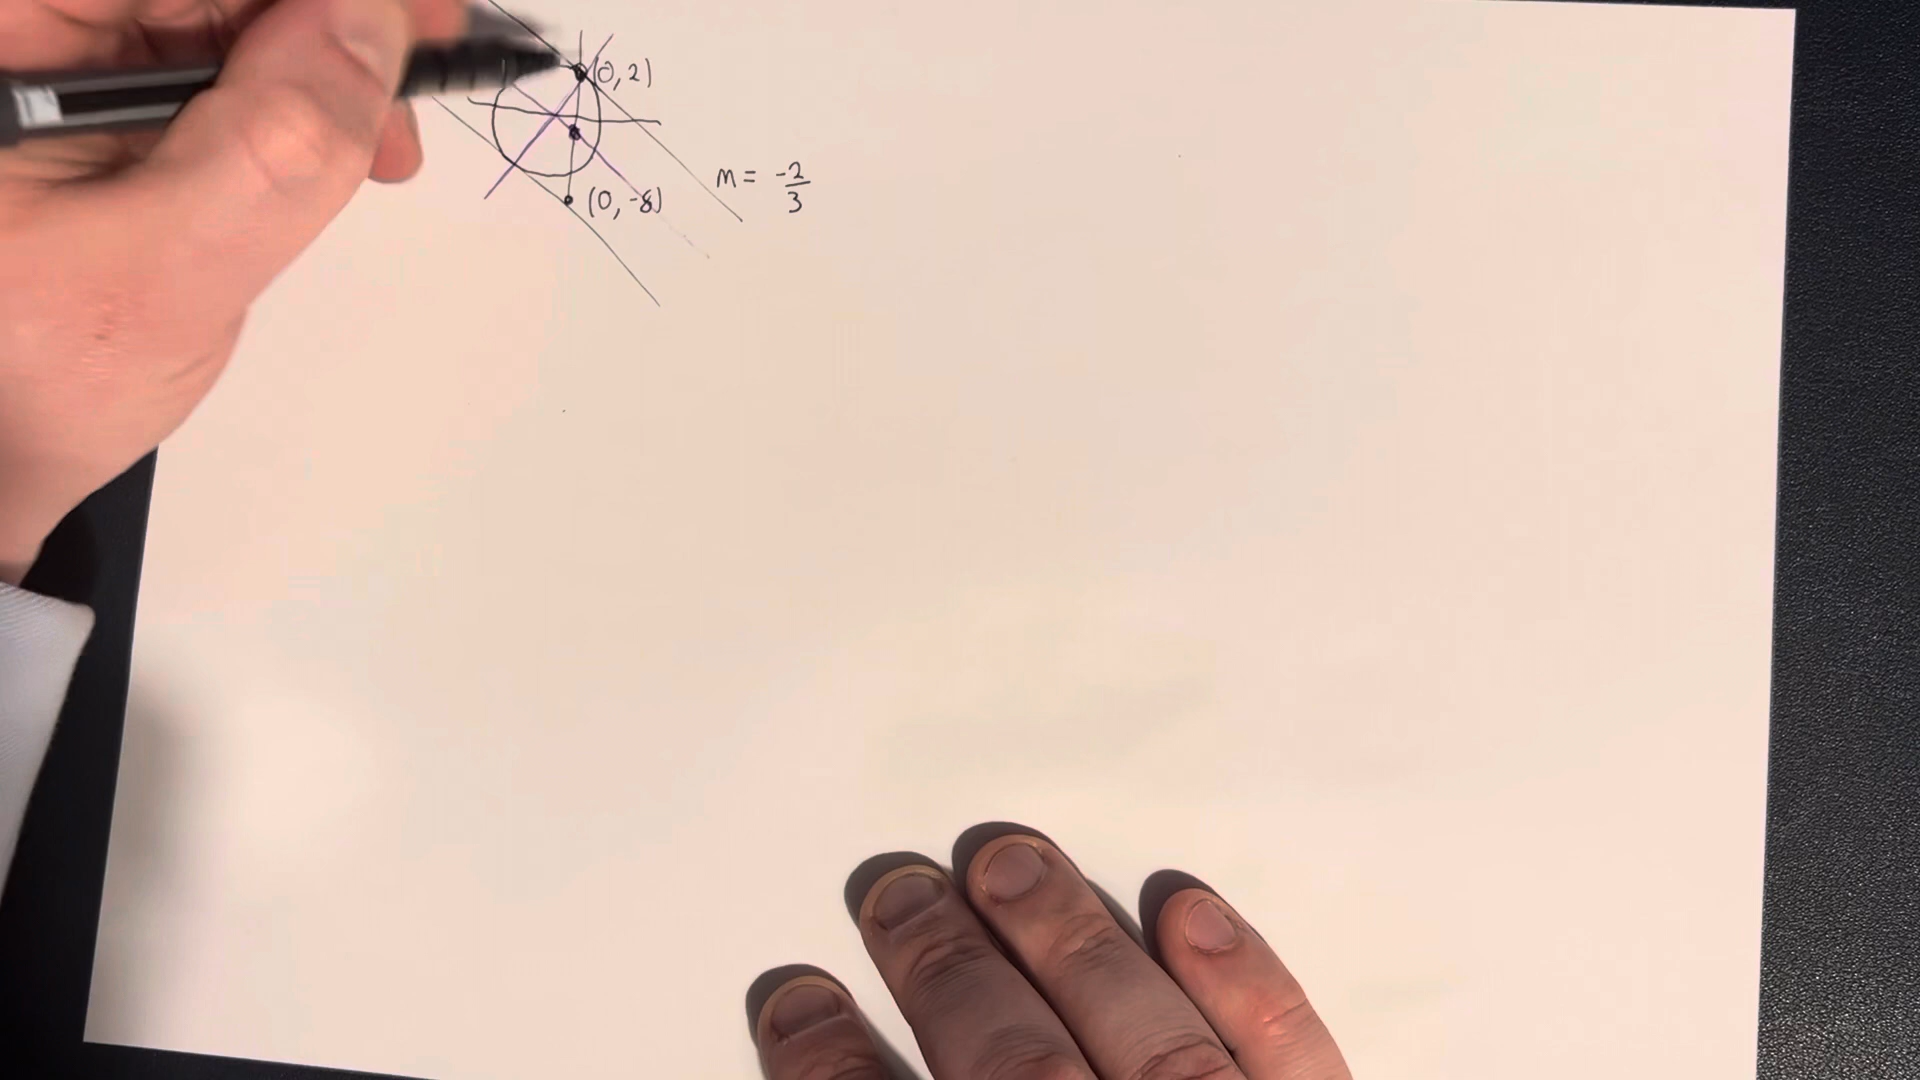 (0, 2)
m = -2/3
(0, -8)